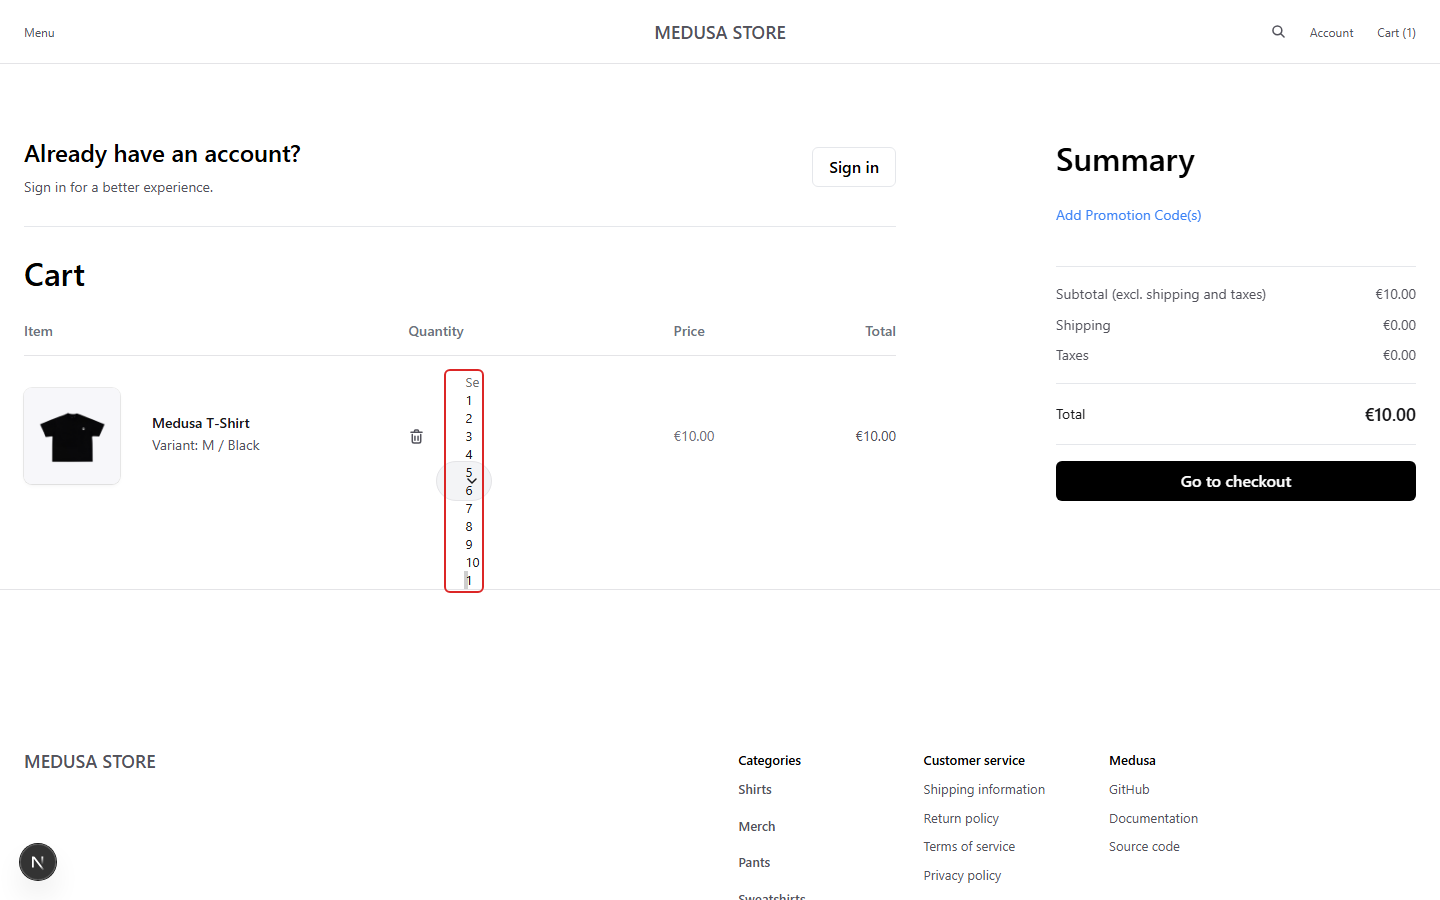 Menu
MEDUSA STORE
Account
Cart (1)
Already have an account?
Sign in for a better experience.
Sign in
Summary
Add Promotion Code(s)
Cart
Item
Quantity
Price
Total
Medusa T-Shirt
Variant: M / Black
Se
1
2
3
4
5
6
7
8
9
10
1
€10.00
€10.00
Subtotal (excl. shipping and taxes)
€10.00
Shipping
€0.00
Taxes
€0.00
Total
€10.00
Go to checkout
MEDUSA STORE
Categories
Shirts
Merch
Pants
Sweatshirts
Customer service
Shipping information
Return policy
Terms of service
Privacy policy
Medusa
GitHub
Documentation
Source code
N